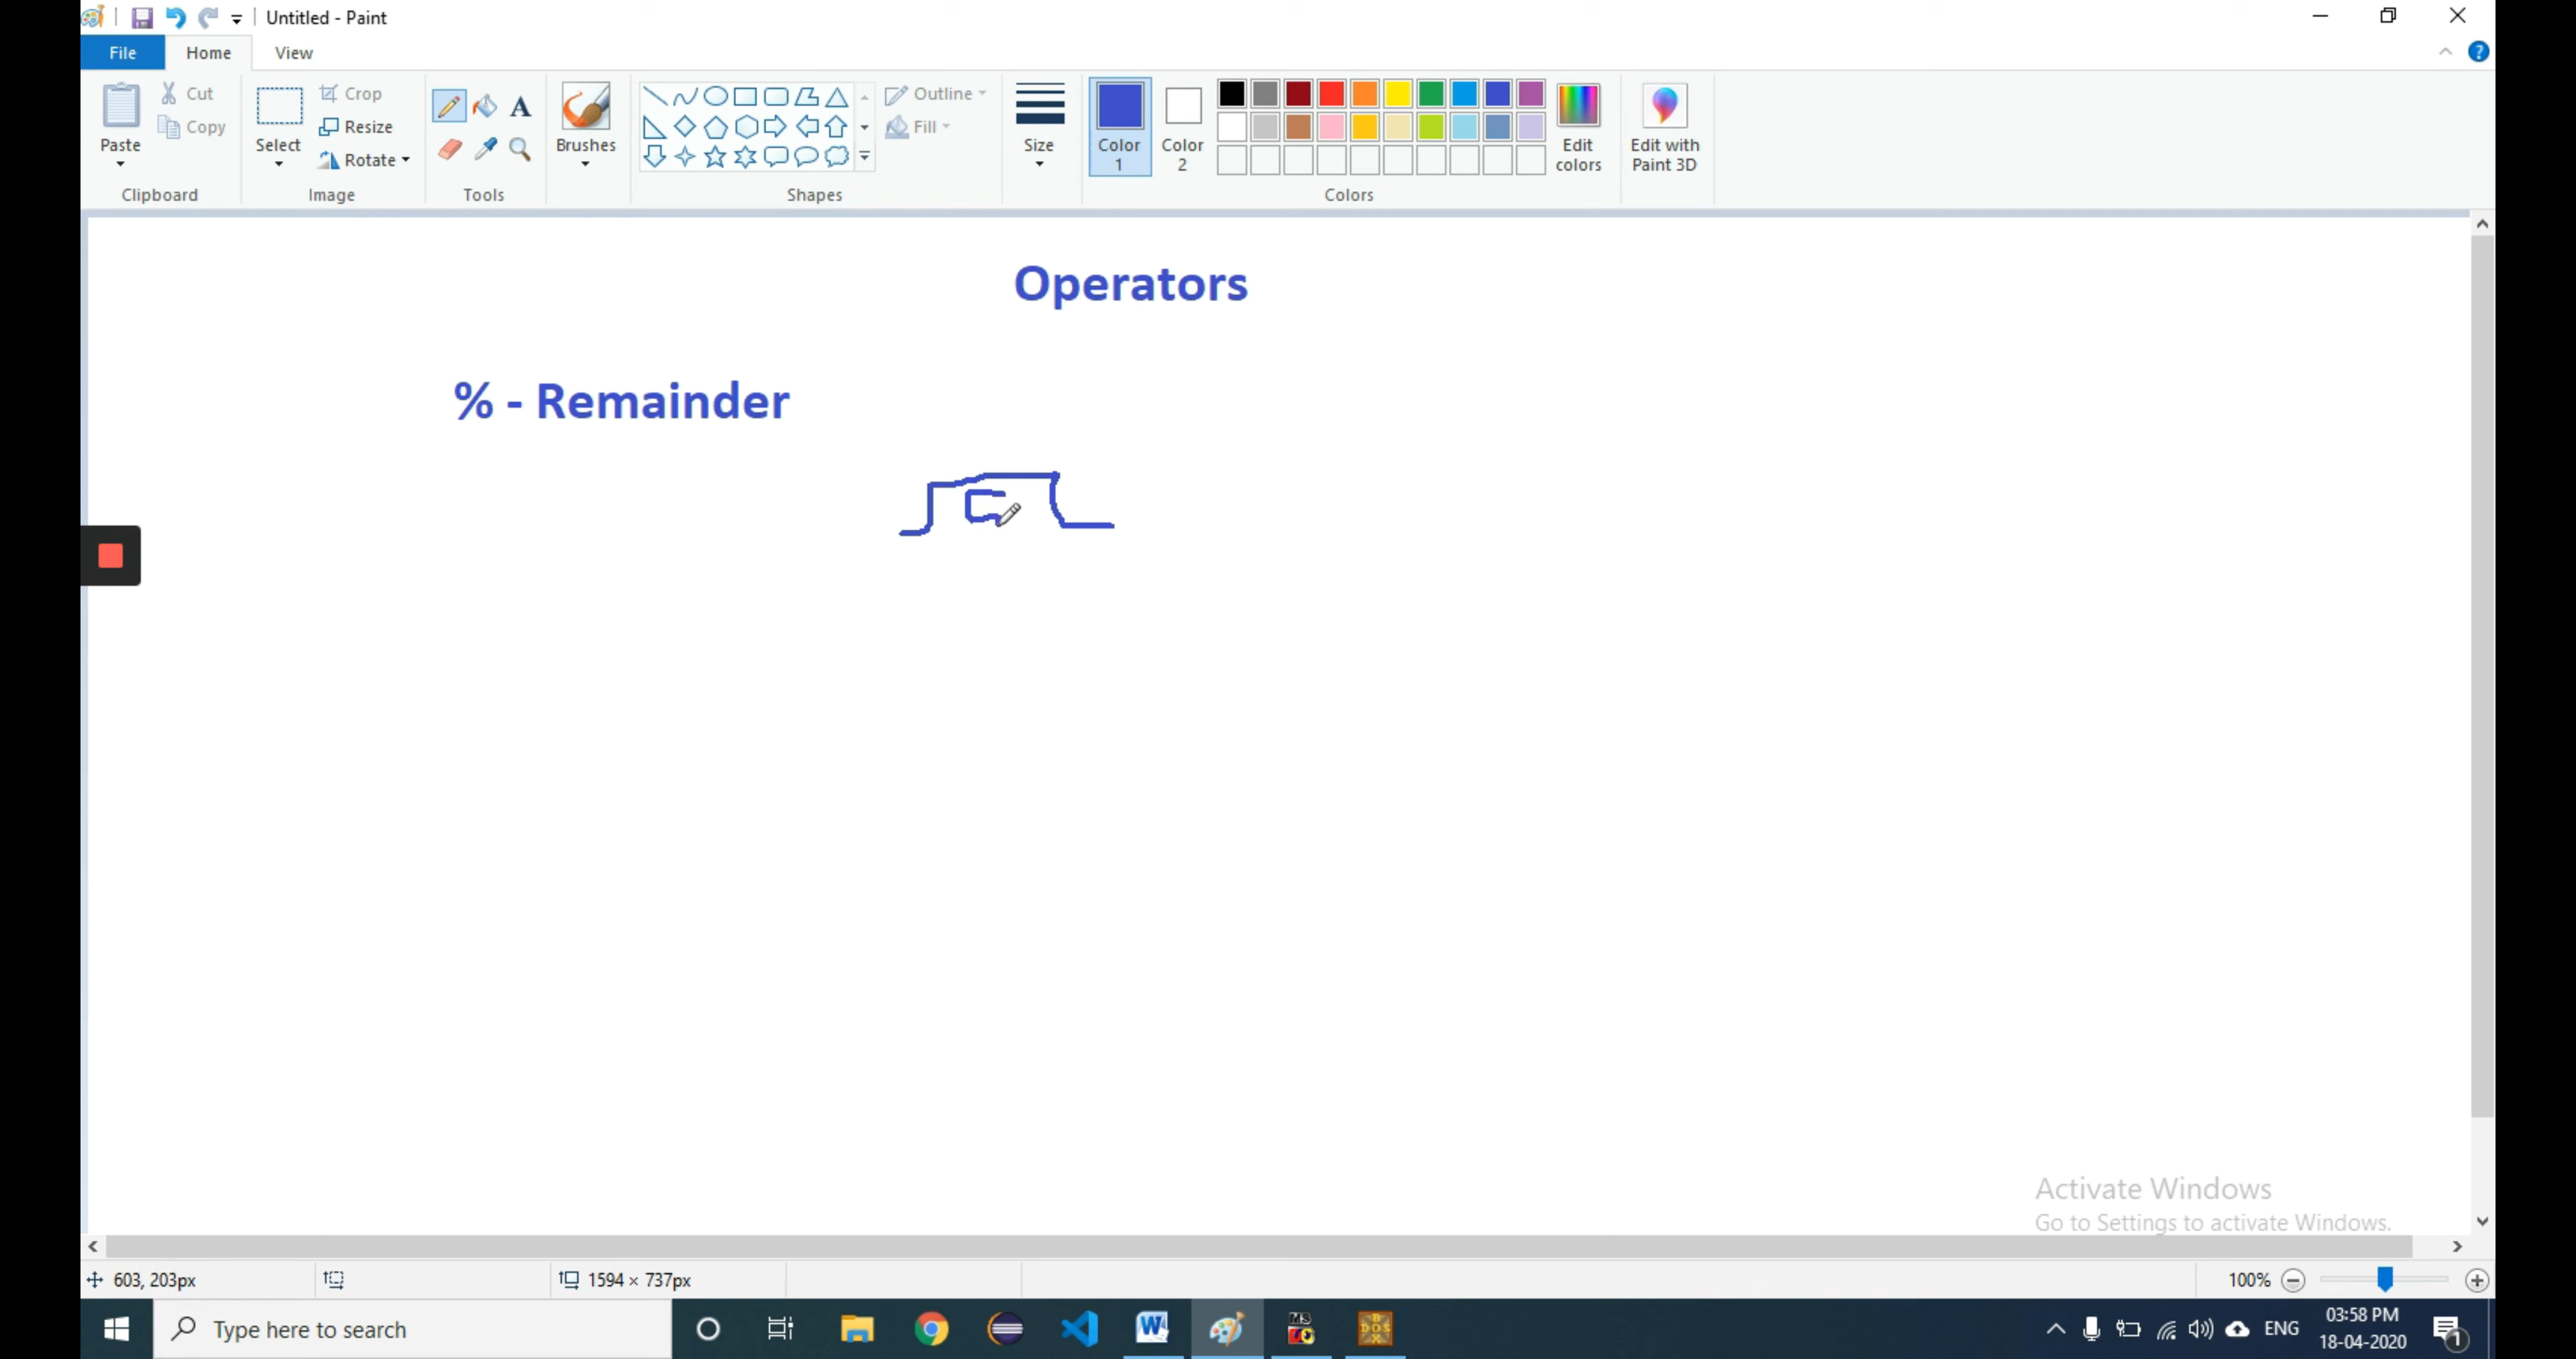 Untitled - Paint
File Home View
Paste Cut Copy Clipboard
Select Crop Resize Rotate Image
A Tools
Brushes
Shapes Outline Fill
Size
Color 1 Color 2 Edit colors Colors
Edit with Paint 3D
Operators
% - Remainder
Activate Windows
Go to Settings to activate Windows.
603, 203px 1594 × 737px 100%
Type here to search ENG 03:58 PM
18-04-2020 1